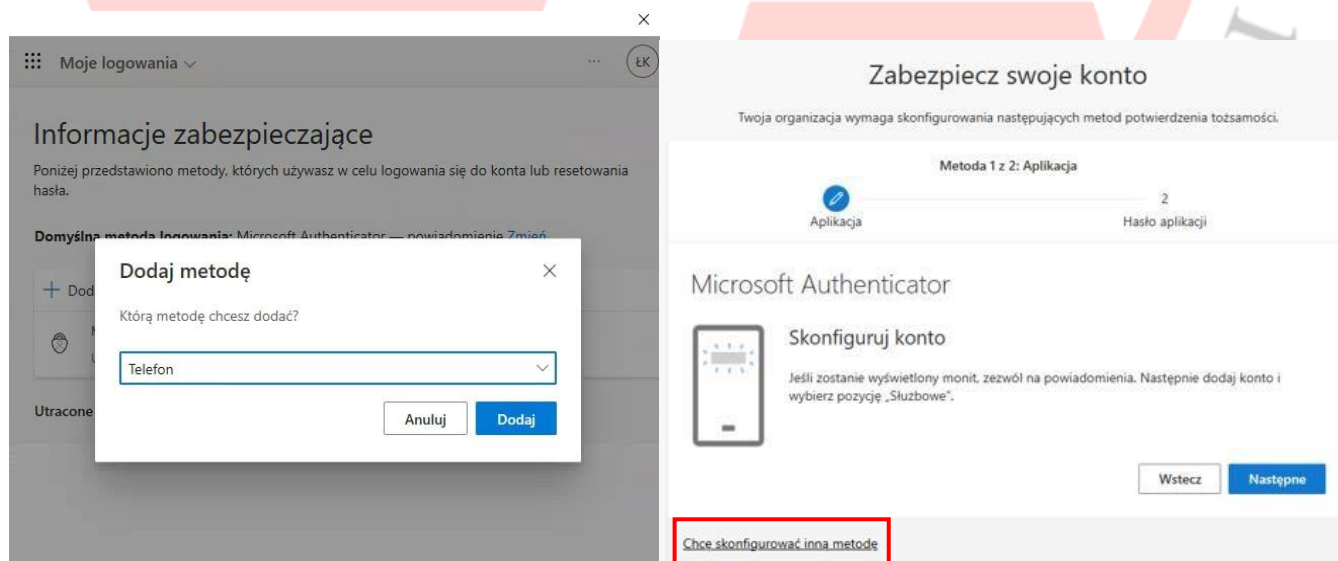 Moje logowania
ŁK
Informacje zabezpieczające
Poniżej przedstawiono metody, których używasz w celu logowania się do konta lub resetowania
hasła.
Domyślna metoda logowania: Microsoft Authenticator — powiadomienie Zmień
Dodaj metodę
Dod
Którą metodę chcesz dodać?
Telefon
Utracone
Anuluj
Dodaj
Zabezpiecz swoje konto
Twoja organizacja wymaga skonfigurowania następujących metod potwierdzenia tożsamości.
Metoda 1 z 2: Aplikacja
2
Aplikacja
Hasło aplikacji
Microsoft Authenticator
Skonfiguruj konto
Jeśli zostanie wyświetlony monit, zezwól na powiadomienia. Następnie dodaj konto i
wybierz pozycję „Służbowe”.
Wstecz
Następne
Chce skonfigurować inna metodę